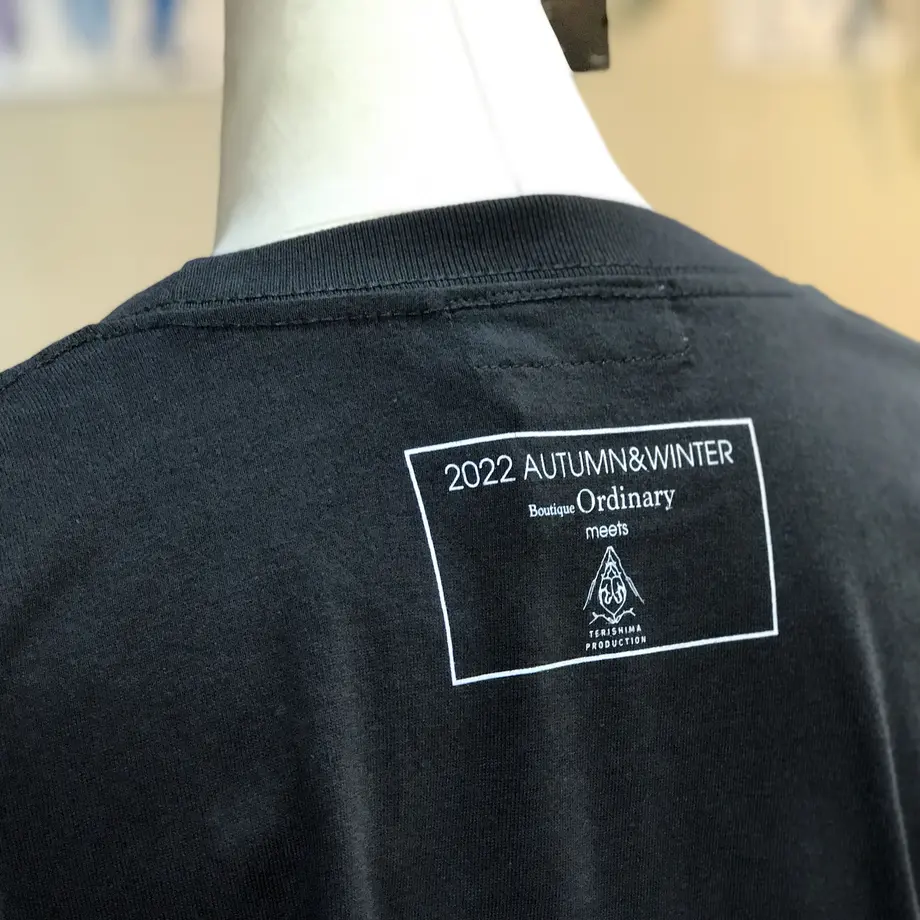 2022 AUTUMN&WINTER
Boutique Ordinary
meets
TERISHIMA
PRODUCTION